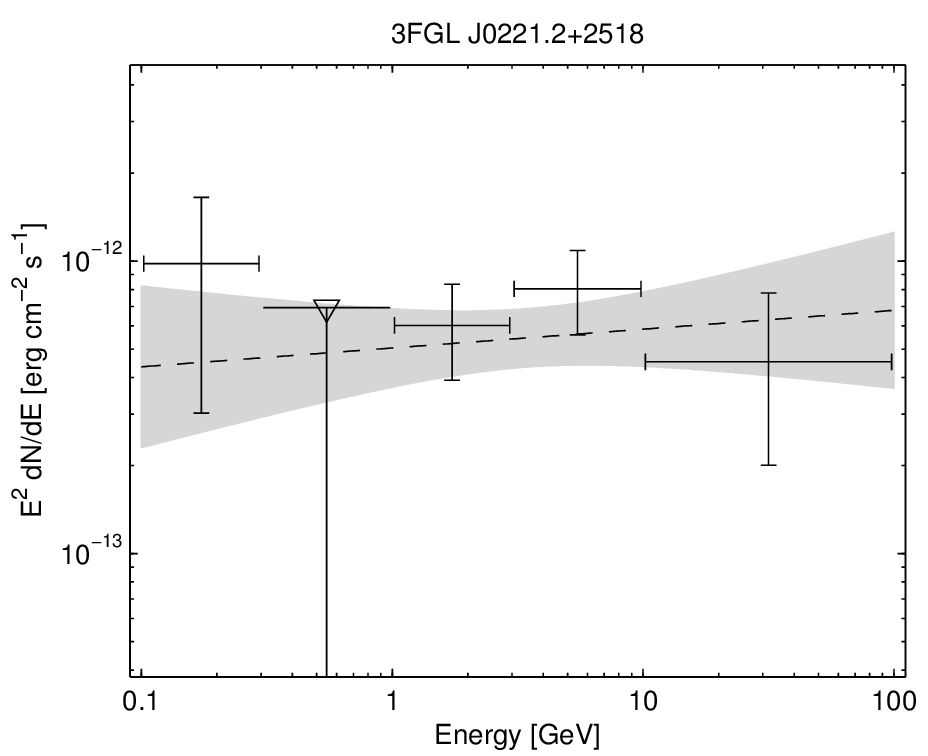 3FGL J0221.2+2518
E² dN/dE [erg cm⁻² s⁻¹]
10⁻¹²
10⁻¹³
0.1 1 10 100
Energy [GeV]